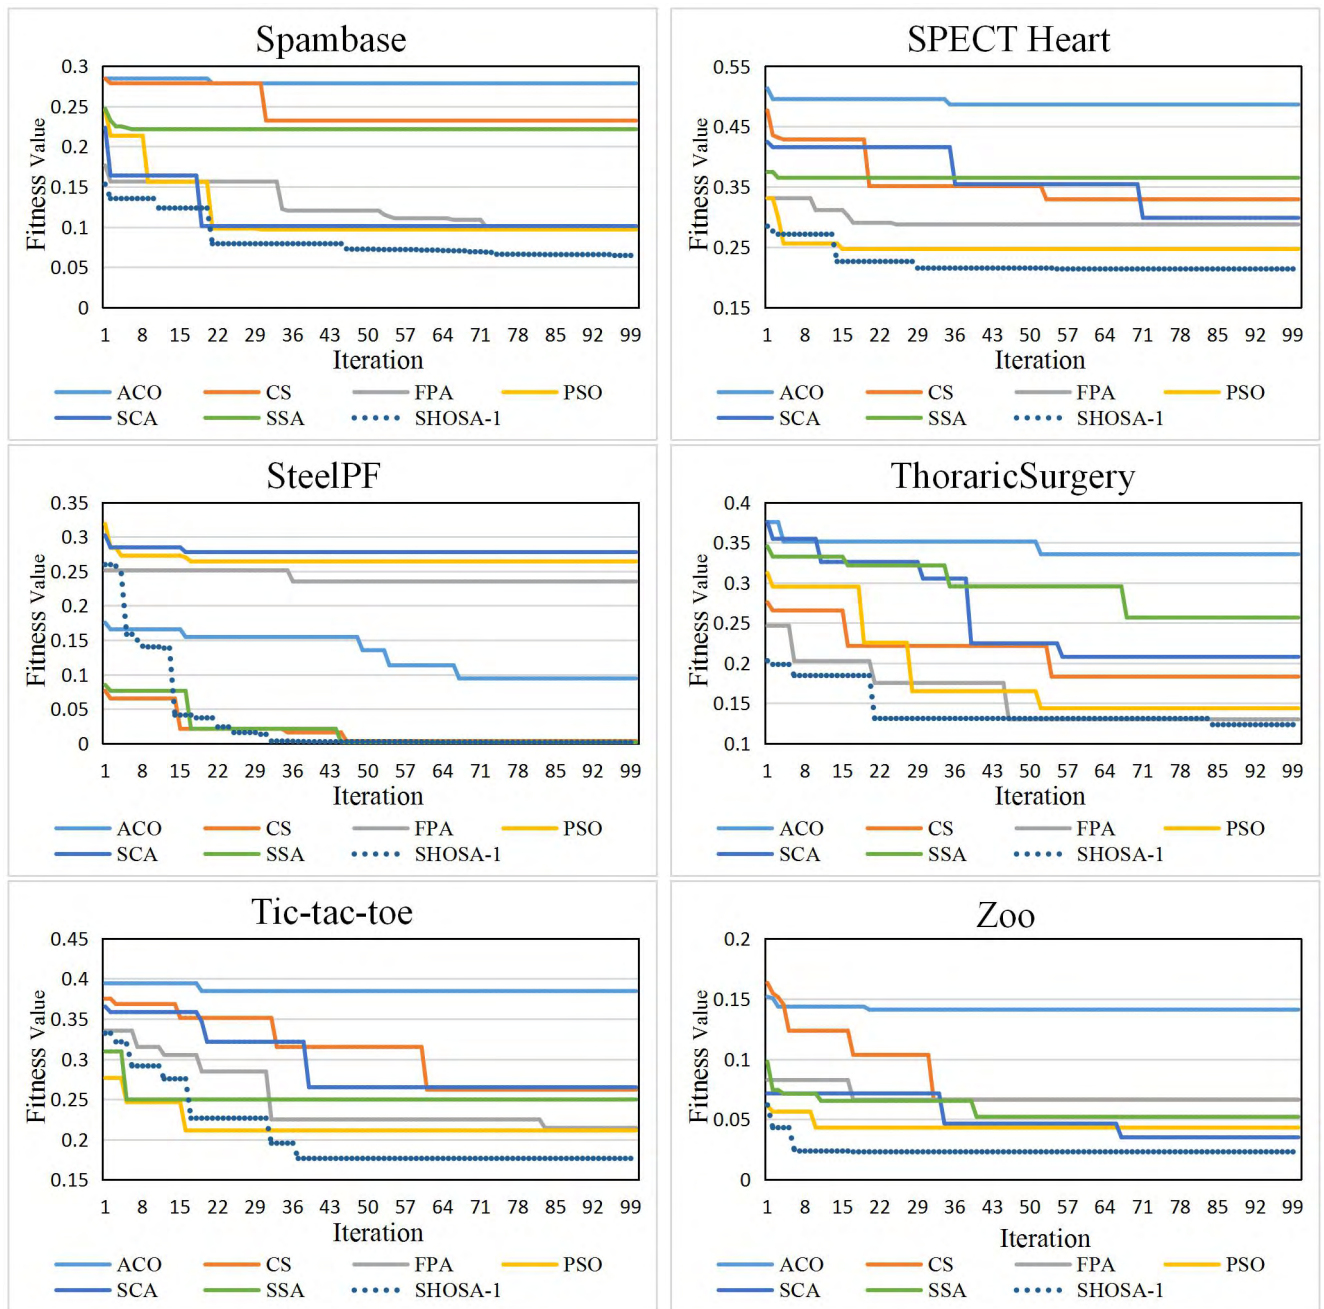 Spambase
Fitness Value
0.3
0.25
0.2
0.15
0.1
0.05
0
1 8 15 22 29 36 43 50 57 64 71 78 85 92 99
Iteration
ACO CS FPA PSO
SCA SSA SHOSA-1
SPECT Heart
Fitness Value
0.55
0.45
0.35
0.25
0.15
1 8 15 22 29 36 43 50 57 64 71 78 85 92 99
Iteration
ACO CS FPA PSO
SCA SSA SHOSA-1
SteelPF
Fitness Value
0.35
0.3
0.25
0.2
0.15
0.1
0.05
0
1 8 15 22 29 36 43 50 57 64 71 78 85 92 99
Iteration
ACO CS FPA PSO
SCA SSA SHOSA-1
ThoraricSurgery
Fitness Value
0.4
0.35
0.3
0.25
0.2
0.15
0.1
1 8 15 22 29 36 43 50 57 64 71 78 85 92 99
Iteration
ACO CS FPA PSO
SCA SSA SHOSA-1
Tic-tac-toe
Fitness Value
0.45
0.4
0.35
0.3
0.25
0.2
0.15
1 8 15 22 29 36 43 50 57 64 71 78 85 92 99
Iteration
ACO CS FPA PSO
SCA SSA SHOSA-1
Zoo
Fitness Value
0.2
0.15
0.1
0.05
0
1 8 15 22 29 36 43 50 57 64 71 78 85 92 99
Iteration
ACO CS FPA PSO
SCA SSA SHOSA-1